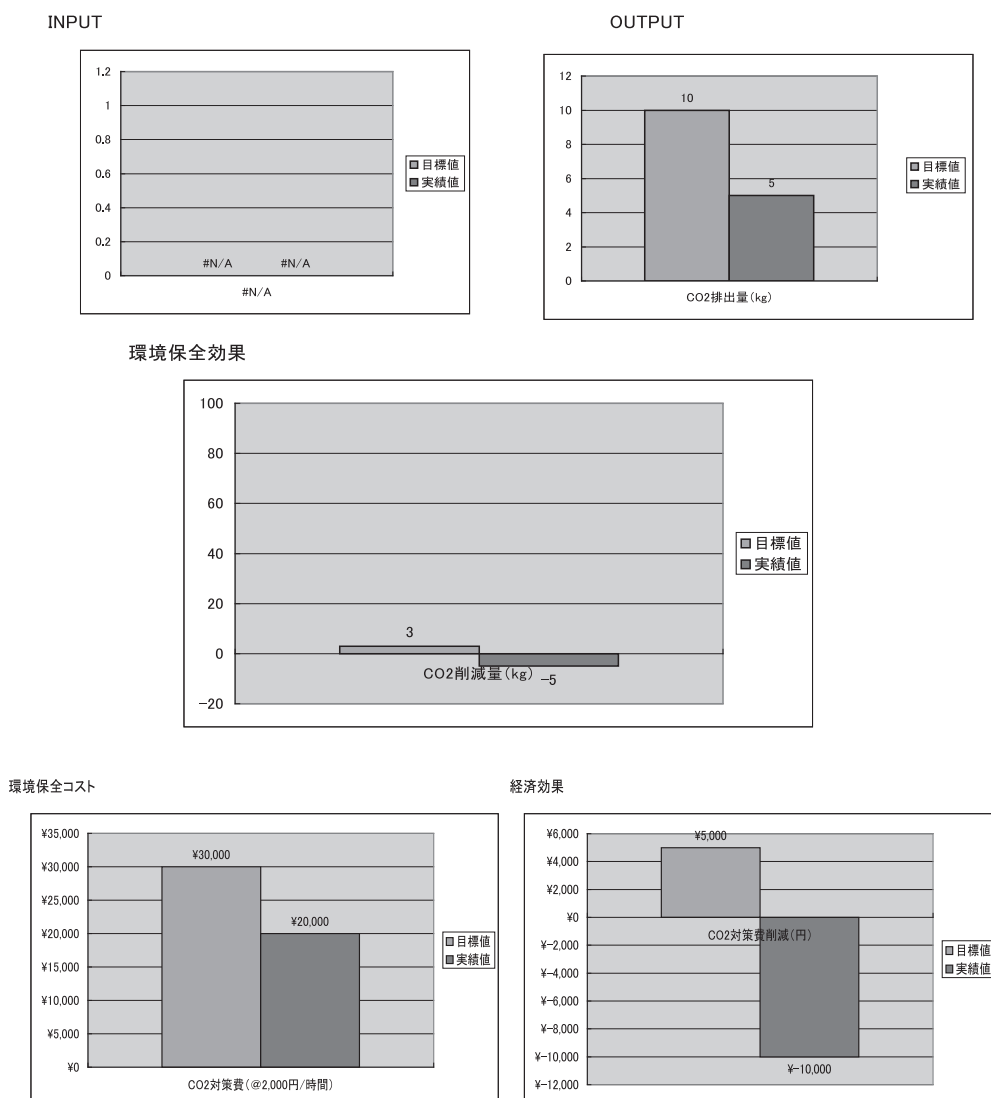 INPUT
1.2
1
0.8
0.6
0.4
0.2
0
#N/A #N/A
#N/A
目標値
実績値
OUTPUT
12
10
8
6
4
2
0
10
5
CO2排出量(kg)
目標値
実績値
環境保全効果
100
80
60
40
20
0
-20
3
CO2削減量(kg)
-5
目標値
実績値
環境保全コスト
¥35,000
¥30,000
¥25,000
¥20,000
¥15,000
¥10,000
¥5,000
¥0
¥30,000
¥20,000
CO2対策費(@2,000円/時間)
目標値
実績値
経済効果
¥6,000
¥4,000
¥2,000
¥0
¥-2,000
¥-4,000
¥-6,000
¥-8,000
¥-10,000
¥-12,000
¥5,000
CO2対策費削減(円)
¥-10,000
目標値
実績値